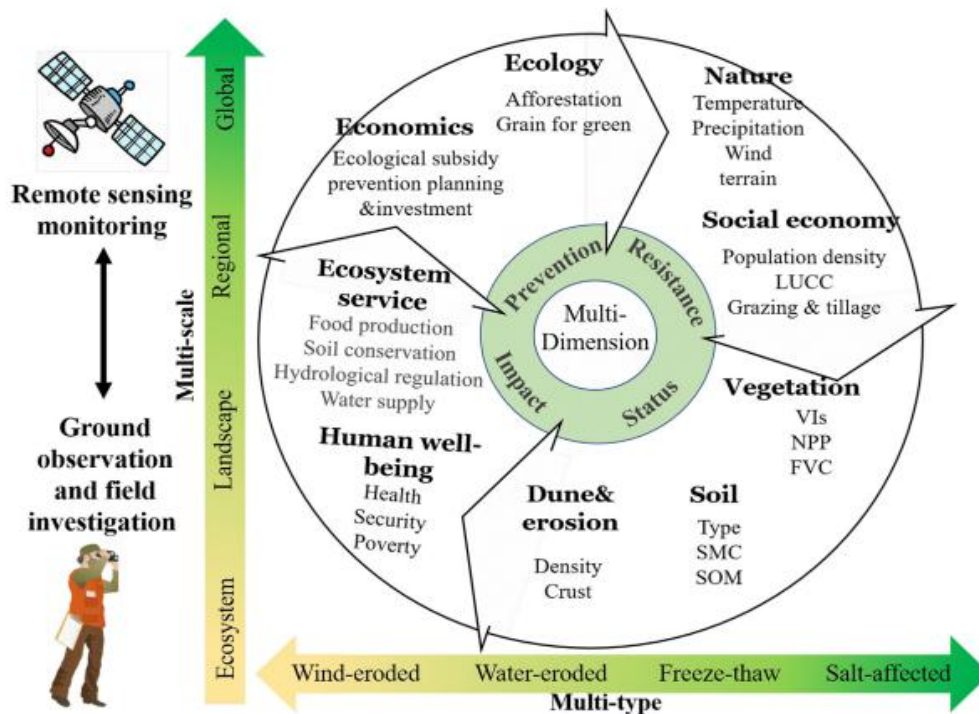 Remote sensing
monitoring
Ground
observation
and field
investigation
Multi-scale
Global
Regional
Landscape
Ecosystem
Ecology
Afforestation
Grain for green
Economics
Ecological subsidy
prevention planning
&investment
Nature
Temperature
Precipitation
Wind
terrain
Social economy
Population density
LUCC
Grazing & tillage
Ecosystem
service
Food production
Soil conservation
Hydrological regulation
Water supply
Human well-
being
Health
Security
Poverty
Prevention
Resistance
Impact
Status
Multi-
Dimension
Vegetation
VIs
NPP
FVC
Dune&
erosion
Density
Crust
Soil
Type
SMC
SOM
Wind-eroded
Water-eroded
Freeze-thaw
Salt-affected
Multi-type